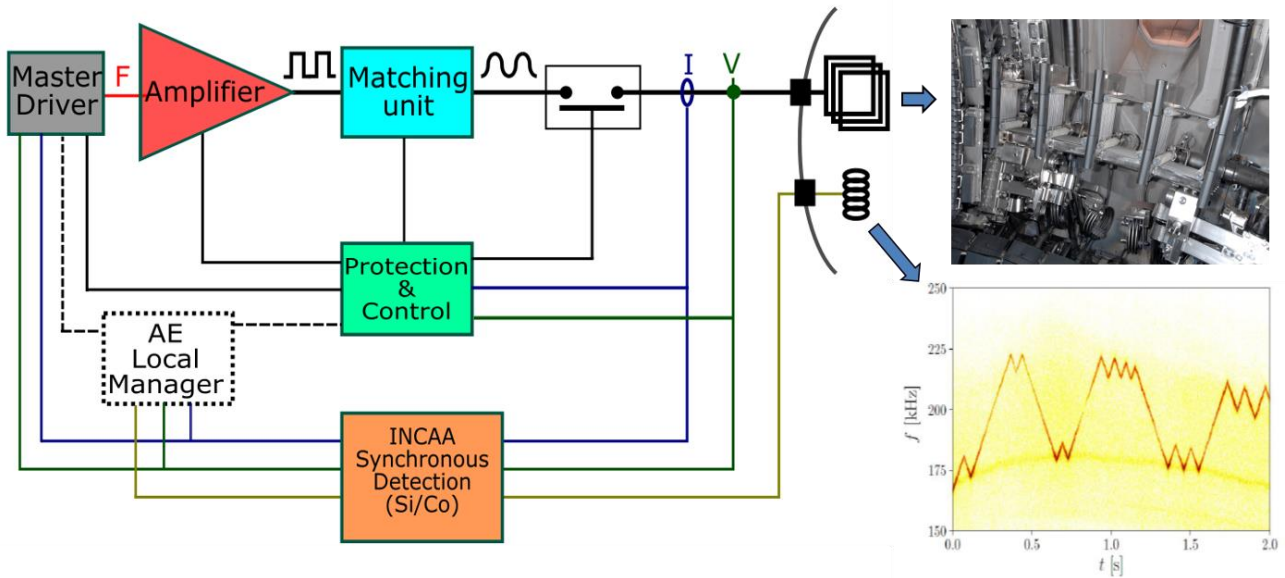 Master
Driver
F
Amplifier
Matching
unit
I
V
Protection
&
Control
AE
Local
Manager
INCAA
Synchronous
Detection
(Si/Co)
250
225
200
175
150
f [kHz]
0.0
0.5
1.0
1.5
2.0
t [s]